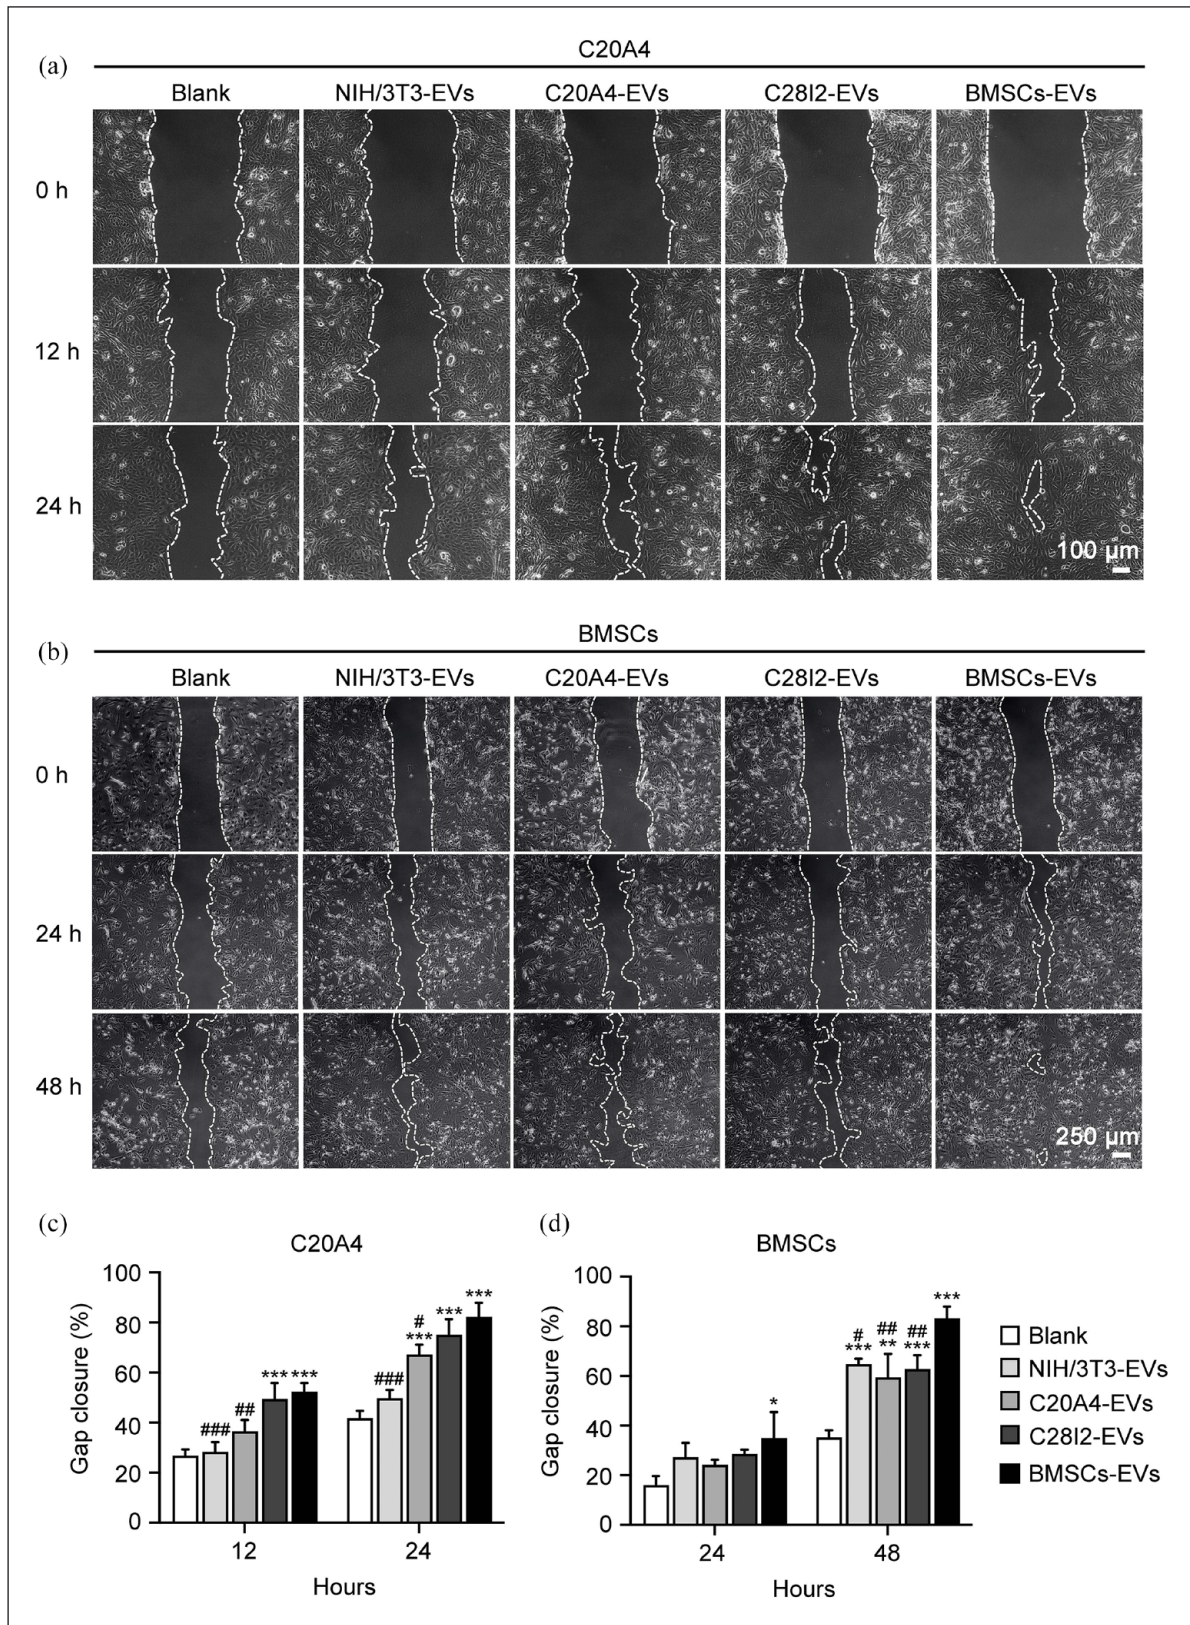 (a)
C20A4
Blank NIH/3T3-EVs C20A4-EVs C28I2-EVs BMSCs-EVs
0 h
12 h
24 h
100 µm
(b)
BMSCs
Blank NIH/3T3-EVs C20A4-EVs C28I2-EVs BMSCs-EVs
0 h
24 h
48 h
250 µm
(c)
C20A4
Gap closure (%)
100
80
60
40
20
0
### ## *** ***
### # *** *** ***
12 24
Hours
(d)
BMSCs
Gap closure (%)
100
80
60
40
20
0
*
# *** ## ** ## *** ***
24 48
Hours
Blank
NIH/3T3-EVs
C20A4-EVs
C28I2-EVs
BMSCs-EVs